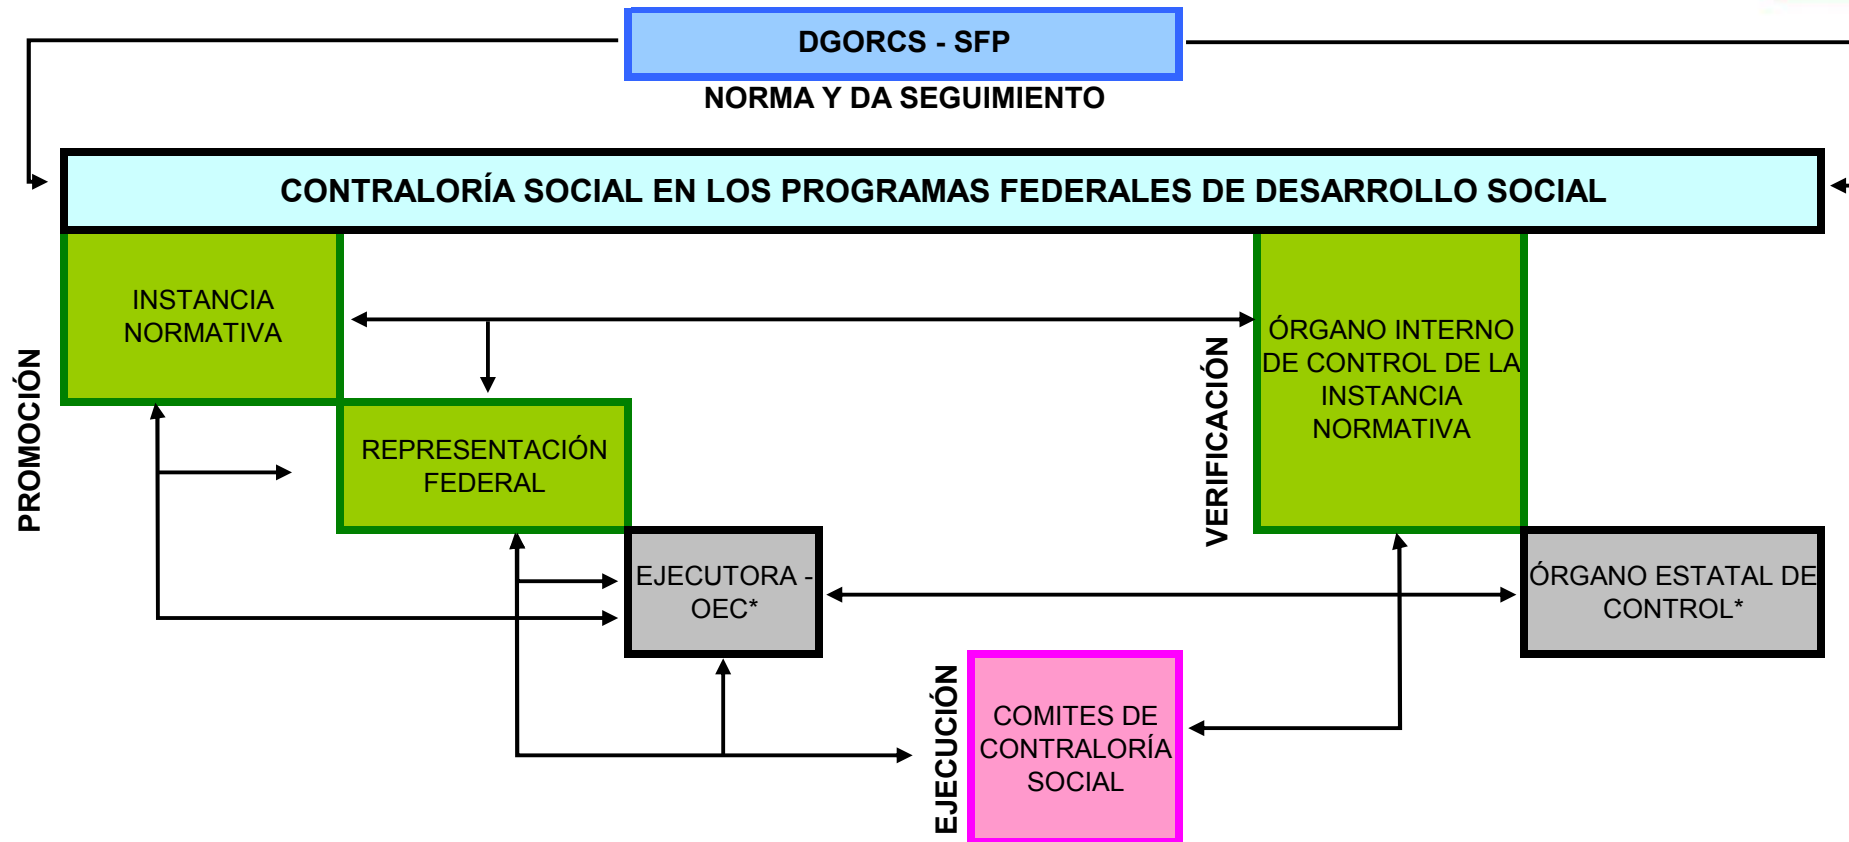 DGORCS - SFP
NORMA Y DA SEGUIMIENTO
CONTRALORÍA SOCIAL EN LOS PROGRAMAS FEDERALES DE DESARROLLO SOCIAL
PROMOCIÓN
INSTANCIA
NORMATIVA
REPRESENTACIÓN
FEDERAL
EJECUTORA -
OEC*
VERIFICACIÓN
ÓRGANO INTERNO
DE CONTROL DE LA
INSTANCIA
NORMATIVA
ÓRGANO ESTATAL DE
CONTROL*
EJECUCIÓN
COMITES DE
CONTRALORÍA
SOCIAL